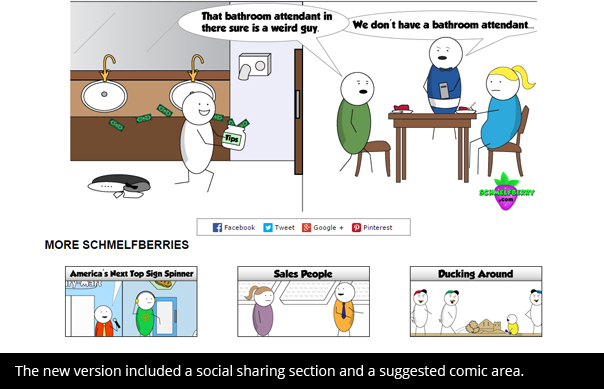 That bathroom attendant in
there sure is a weird guy.
We don't have a bathroom attendant...
Tips
SCHMELFBERRY
.com
Facebook
Tweet
Google +
Pinterest
MORE SCHMELFBERRIES
America's Next Top Sign Spinner
Sales People
Ducking Around
The new version included a social sharing section and a suggested comic area.